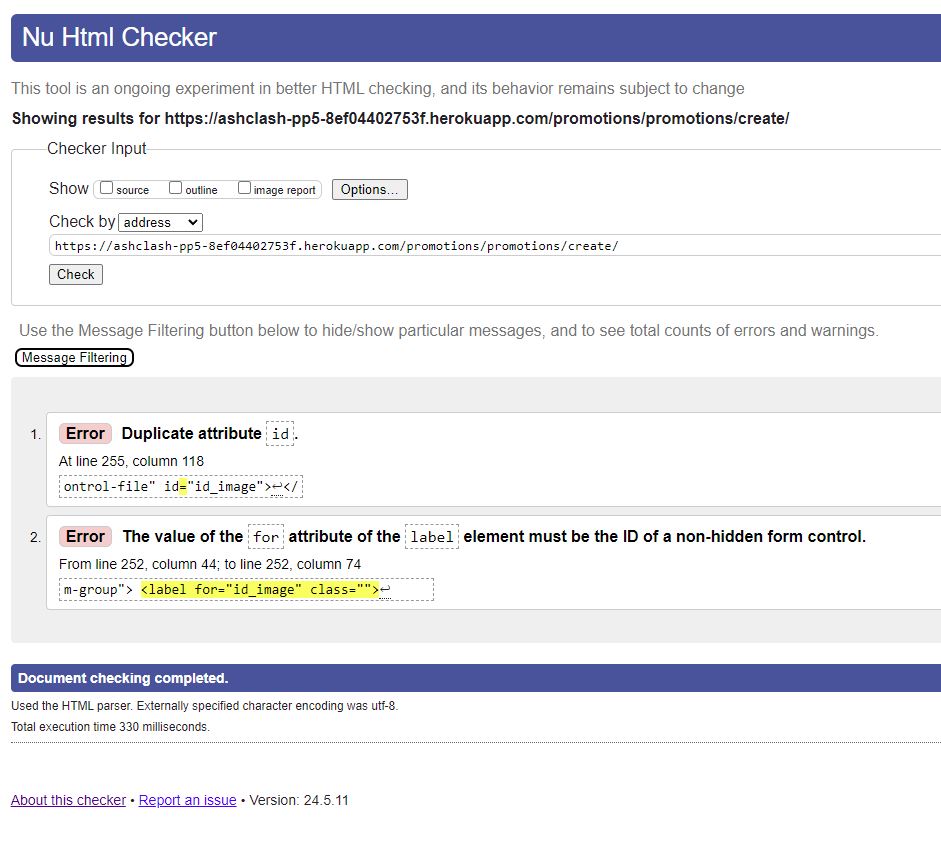 Nu Html Checker
This tool is an ongoing experiment in better HTML checking, and its behavior remains subject to change
Showing results for https://ashclash-pp5-8ef04402753f.herokuapp.com/promotions/promotions/create/
Checker Input
Show source outline image report Options...
Check by address
https://ashclash-pp5-8ef04402753f.herokuapp.com/promotions/promotions/create/
Check
Use the Message Filtering button below to hide/show particular messages, and to see total counts of errors and warnings.
Message Filtering
1. Error Duplicate attribute id.
At line 255, column 118
ontrol-file" id="id_image">↩</
2. Error The value of the for attribute of the label element must be the ID of a non-hidden form control.
From line 252, column 44; to line 252, column 74
m-group"> <label for="id_image" class="">↩
Document checking completed.
Used the HTML parser. Externally specified character encoding was utf-8.
Total execution time 330 milliseconds.
About this checker • Report an issue • Version: 24.5.11